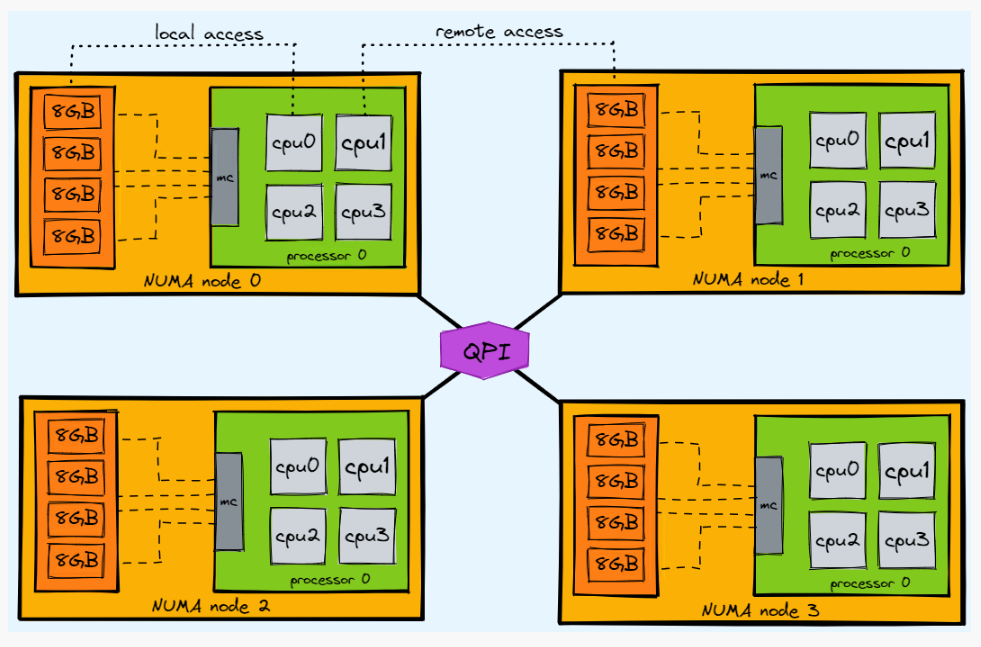 local access
remote access
8GB
8GB
8GB
8GB
mc
cpu0 cpu1
cpu2 cpu3
processor 0
NUMA node 0
8GB
8GB
8GB
8GB
mc
cpu0 cpu1
cpu2 cpu3
processor 0
NUMA node 1
QPI
8GB
8GB
8GB
8GB
mc
cpu0 cpu1
cpu2 cpu3
processor 0
NUMA node 2
8GB
8GB
8GB
8GB
mc
cpu0 cpu1
cpu2 cpu3
processor 0
NUMA node 3